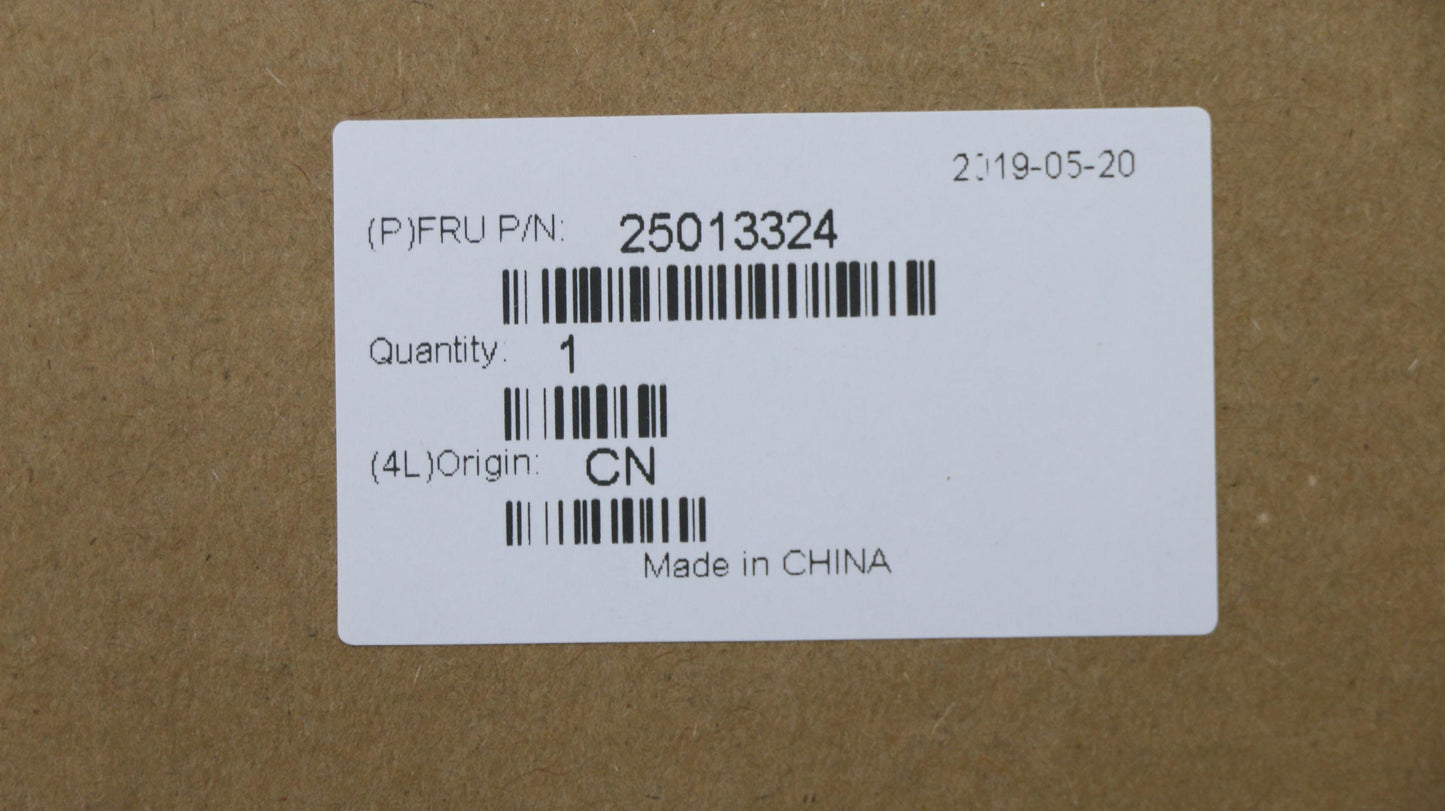 2019-05-20
(P)FRU P/N: 25013324
Quantity: 1
(4L)Origin: CN
Made in CHINA